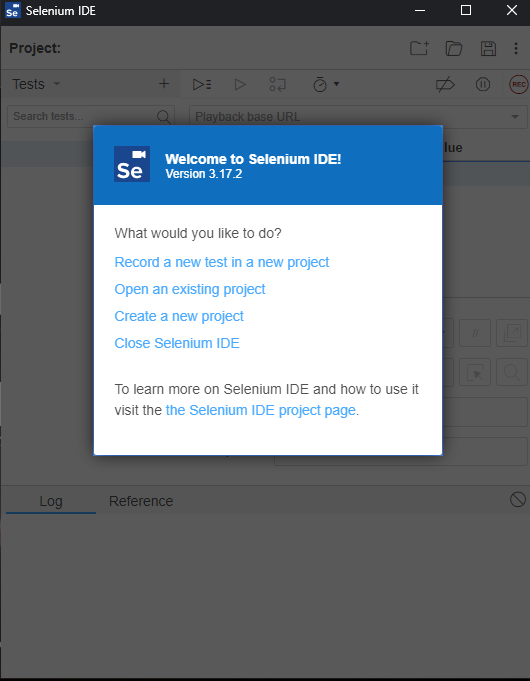 Selenium IDE
Project:
Tests
Search tests...
Playback base URL
lue
REC
Se
Welcome to Selenium IDE!
Version 3.17.2
What would you like to do?
Record a new test in a new project
Open an existing project
Create a new project
Close Selenium IDE
To learn more on Selenium IDE and how to use it
visit the the Selenium IDE project page.
//
Log
Reference